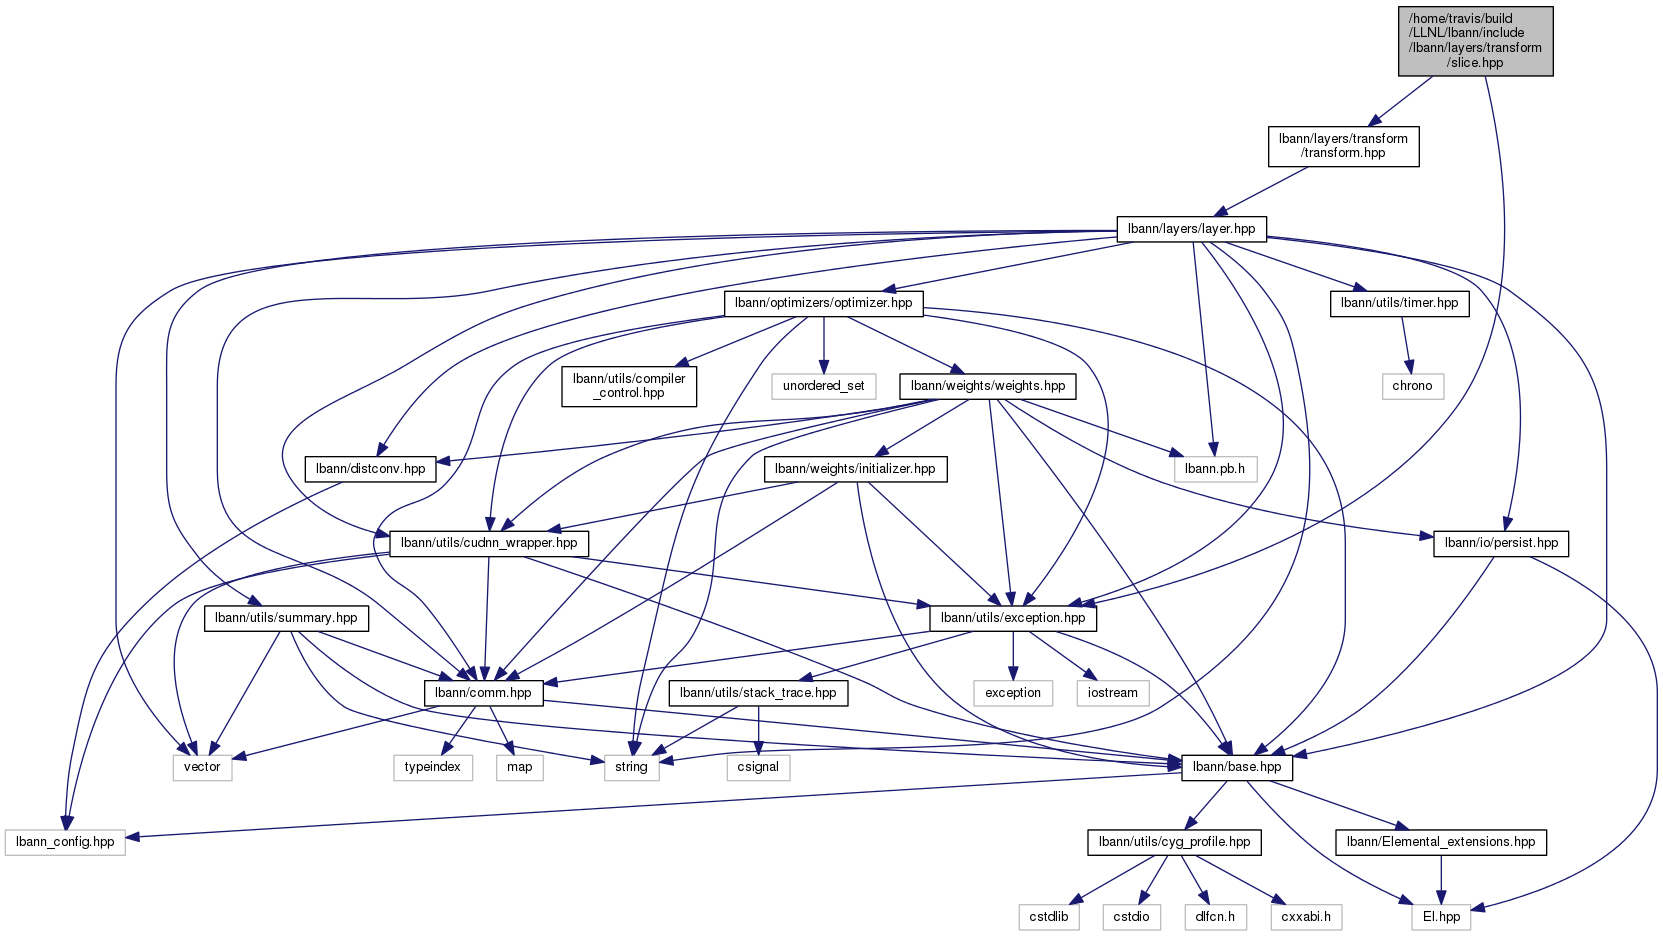 /home/travis/build
/LLNL/lbann/include
/lbann/layers/transform
/slice.hpp
lbann/layers/transform
/transform.hpp
lbann/layers/layer.hpp
lbann/optimizers/optimizer.hpp
lbann/utils/timer.hpp
lbann/utils/compiler
_control.hpp
unordered_set
lbann/weights/weights.hpp
chrono
lbann/distconv.hpp
lbann/weights/initializer.hpp
lbann.pb.h
lbann/utils/cudnn_wrapper.hpp
lbann/io/persist.hpp
lbann/utils/summary.hpp
lbann/utils/exception.hpp
lbann/comm.hpp
lbann/utils/stack_trace.hpp
exception
iostream
vector
typeindex
map
string
csignal
lbann/base.hpp
lbann_config.hpp
lbann/utils/cyg_profile.hpp
lbann/Elemental_extensions.hpp
cstdlib
cstdio
dlfcn.h
cxxabi.h
El.hpp